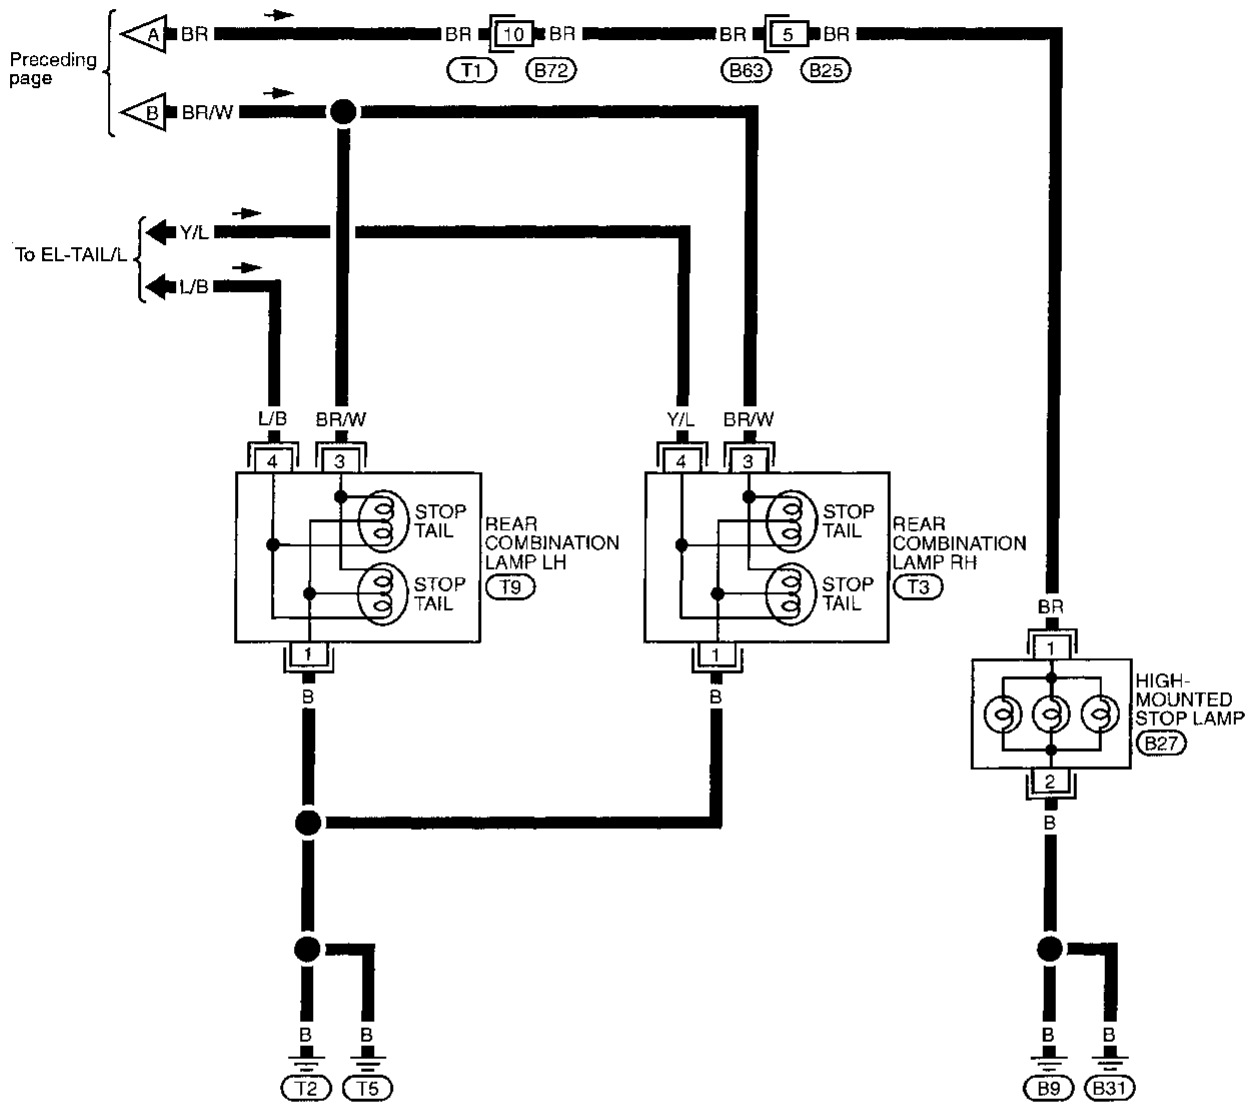 A BR BR 10 BR BR 5 BR
Preceding
page
T1 B72 B63 B25
B BR/W
Y/L
To EL-TAIL/L
L/B
L/B BR/W Y/L BR/W
4 3 4 3
STOP
TAIL
REAR
COMBINATION
LAMP LH
T9
STOP
TAIL
STOP
TAIL
REAR
COMBINATION
LAMP RH
T3
STOP
TAIL
BR
1 1 1
B B
HIGH-
MOUNTED
STOP LAMP
B27
2
B
B B B B
T2 T5 B9 B31